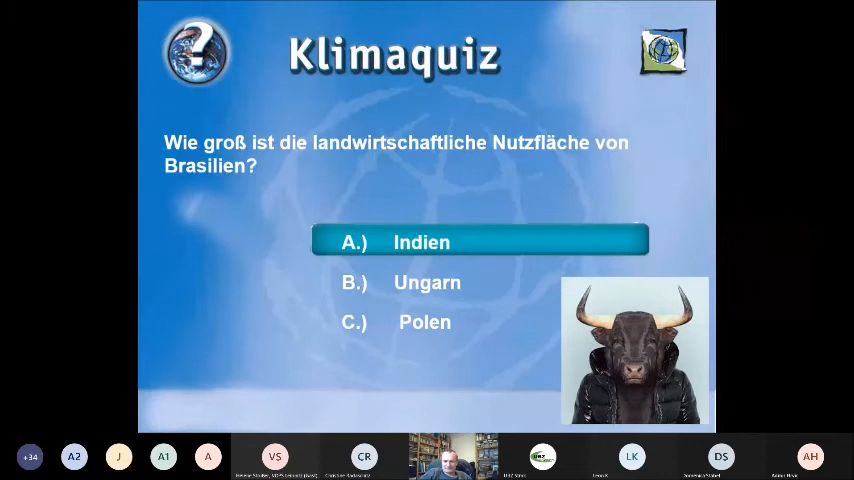 Klimaquiz
Wie groß ist die landwirtschaftliche Nutzfläche von
Brasilien?
A.) Indien
B.) Ungarn
C.) Polen
+34
A2
J
A1
A
VS
CR
UBZ
LK
DS
AH